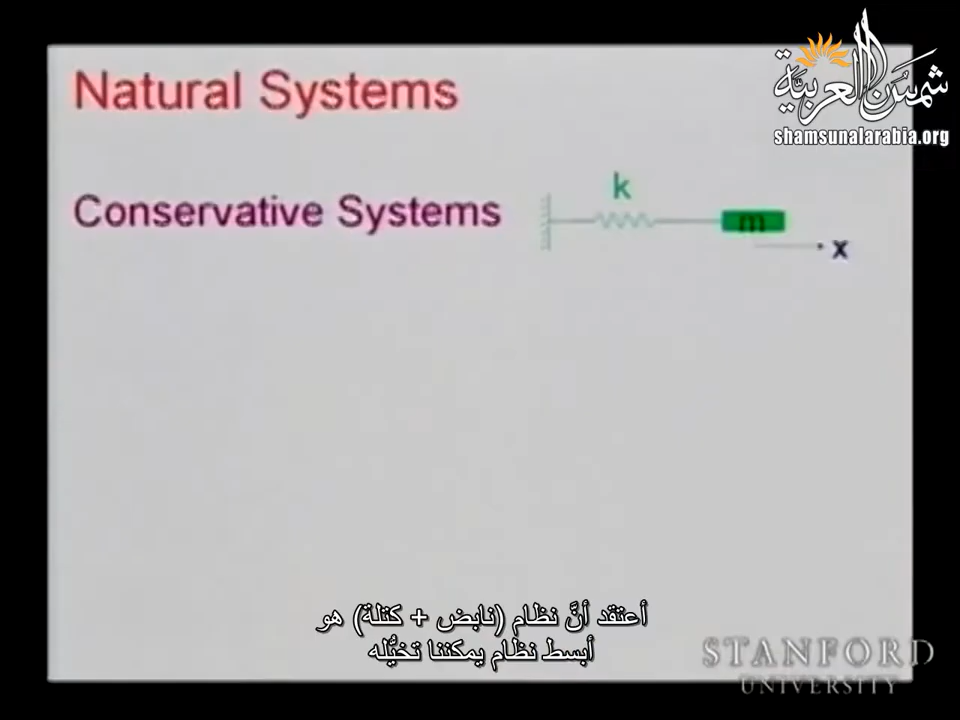 شمس العربية
shamsunalarabia.org
Natural Systems
k
Conservative Systems
m
x
أعتقد أنَّ نظام (نابض + كتلة) هو
أبسط نظام يمكننا تخيُّله
STANFORD
UNIVERSITY